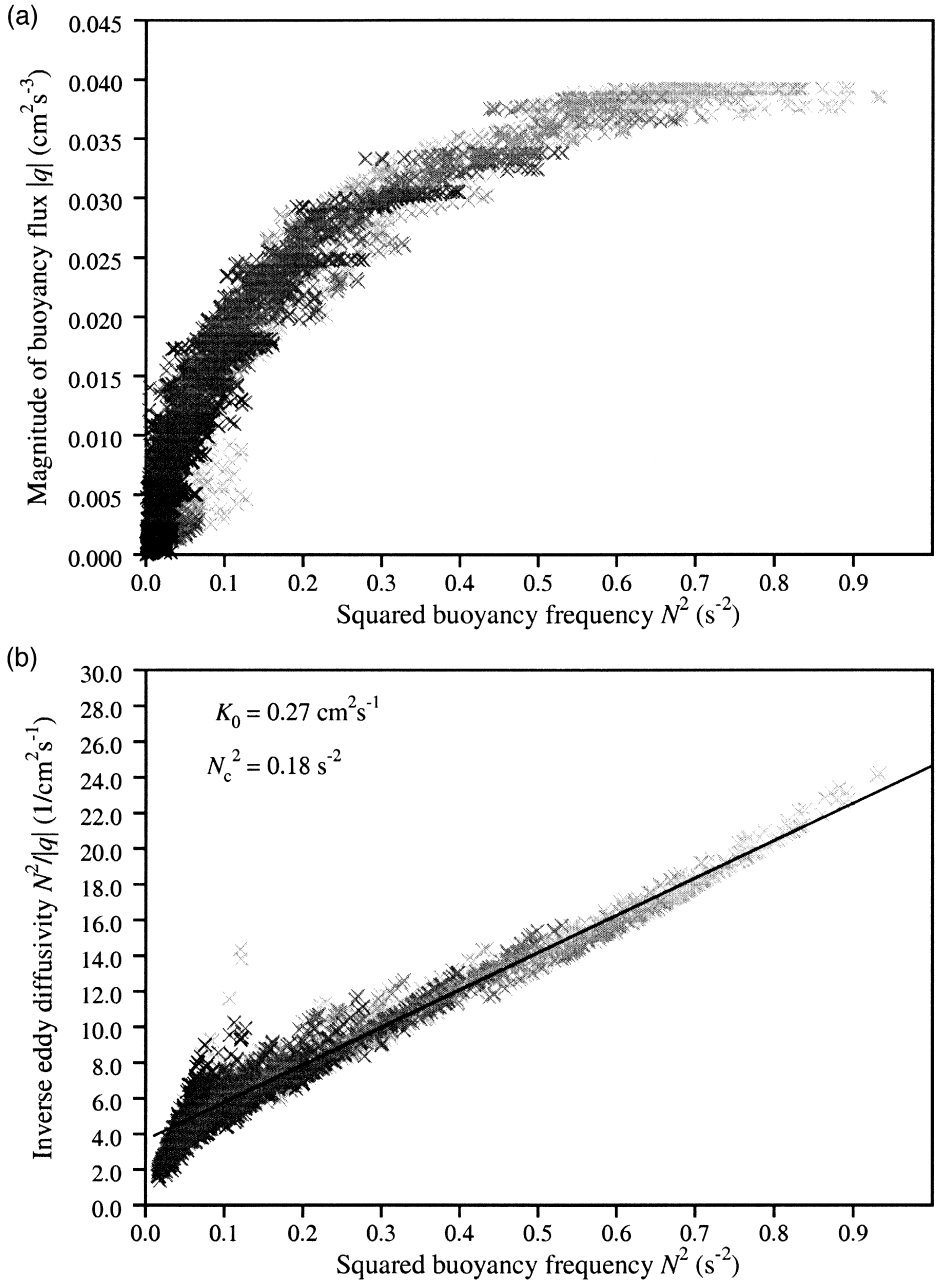 (a)
0.045
0.040
0.035
0.030
0.025
0.020
0.015
0.010
0.005
0.000
Magnitude of buoyancy flux |q| (cm²s⁻³)
0.0 0.1 0.2 0.3 0.4 0.5 0.6 0.7 0.8 0.9
Squared buoyancy frequency N² (s⁻²)
(b)
30.0
28.0
26.0
24.0
22.0
20.0
18.0
16.0
14.0
12.0
10.0
8.0
6.0
4.0
2.0
0.0
Inverse eddy diffusivity N²/|q| (1/cm²s⁻¹)
K₀ = 0.27 cm²s⁻¹
N_c² = 0.18 s⁻²
0.0 0.1 0.2 0.3 0.4 0.5 0.6 0.7 0.8 0.9
Squared buoyancy frequency N² (s⁻²)